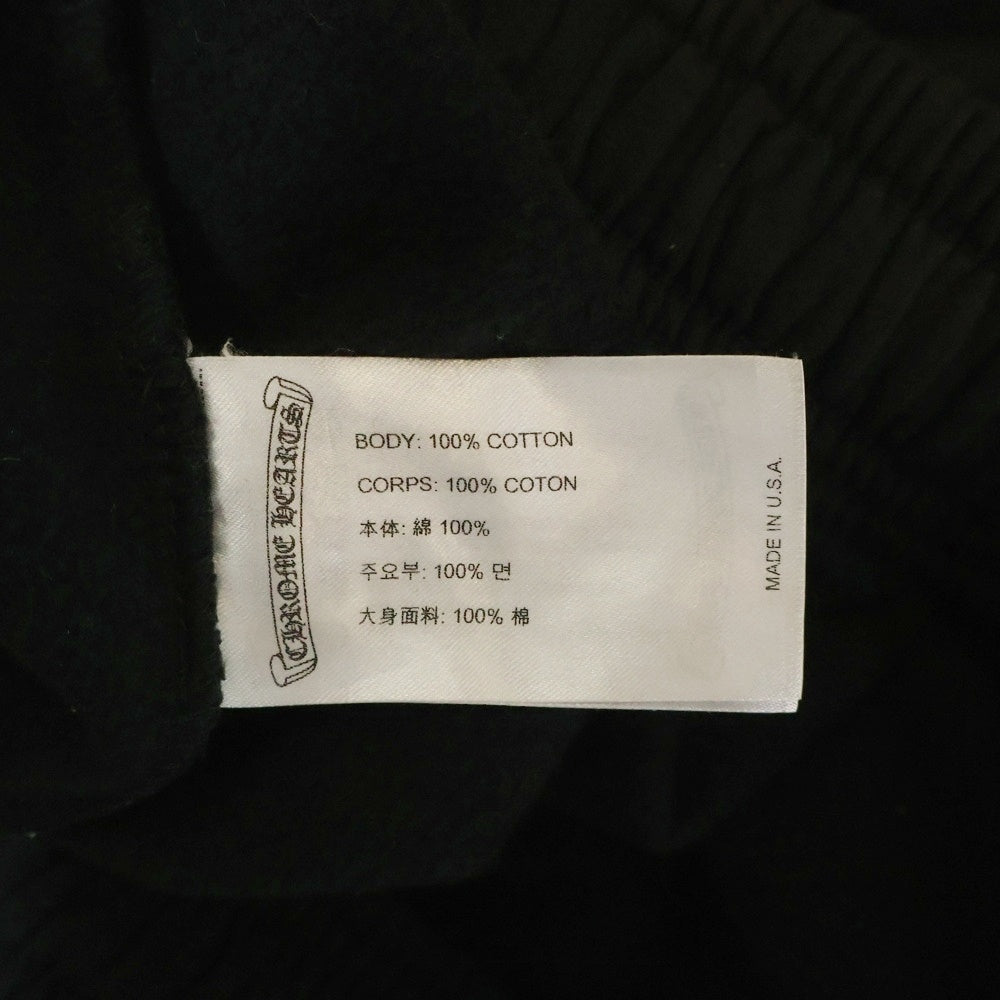 CHROME HEARTS
BODY: 100% COTTON
CORPS: 100% COTON
本体: 綿 100%
주요부: 100% 면
大身面料: 100% 棉
MADE IN U.S.A.